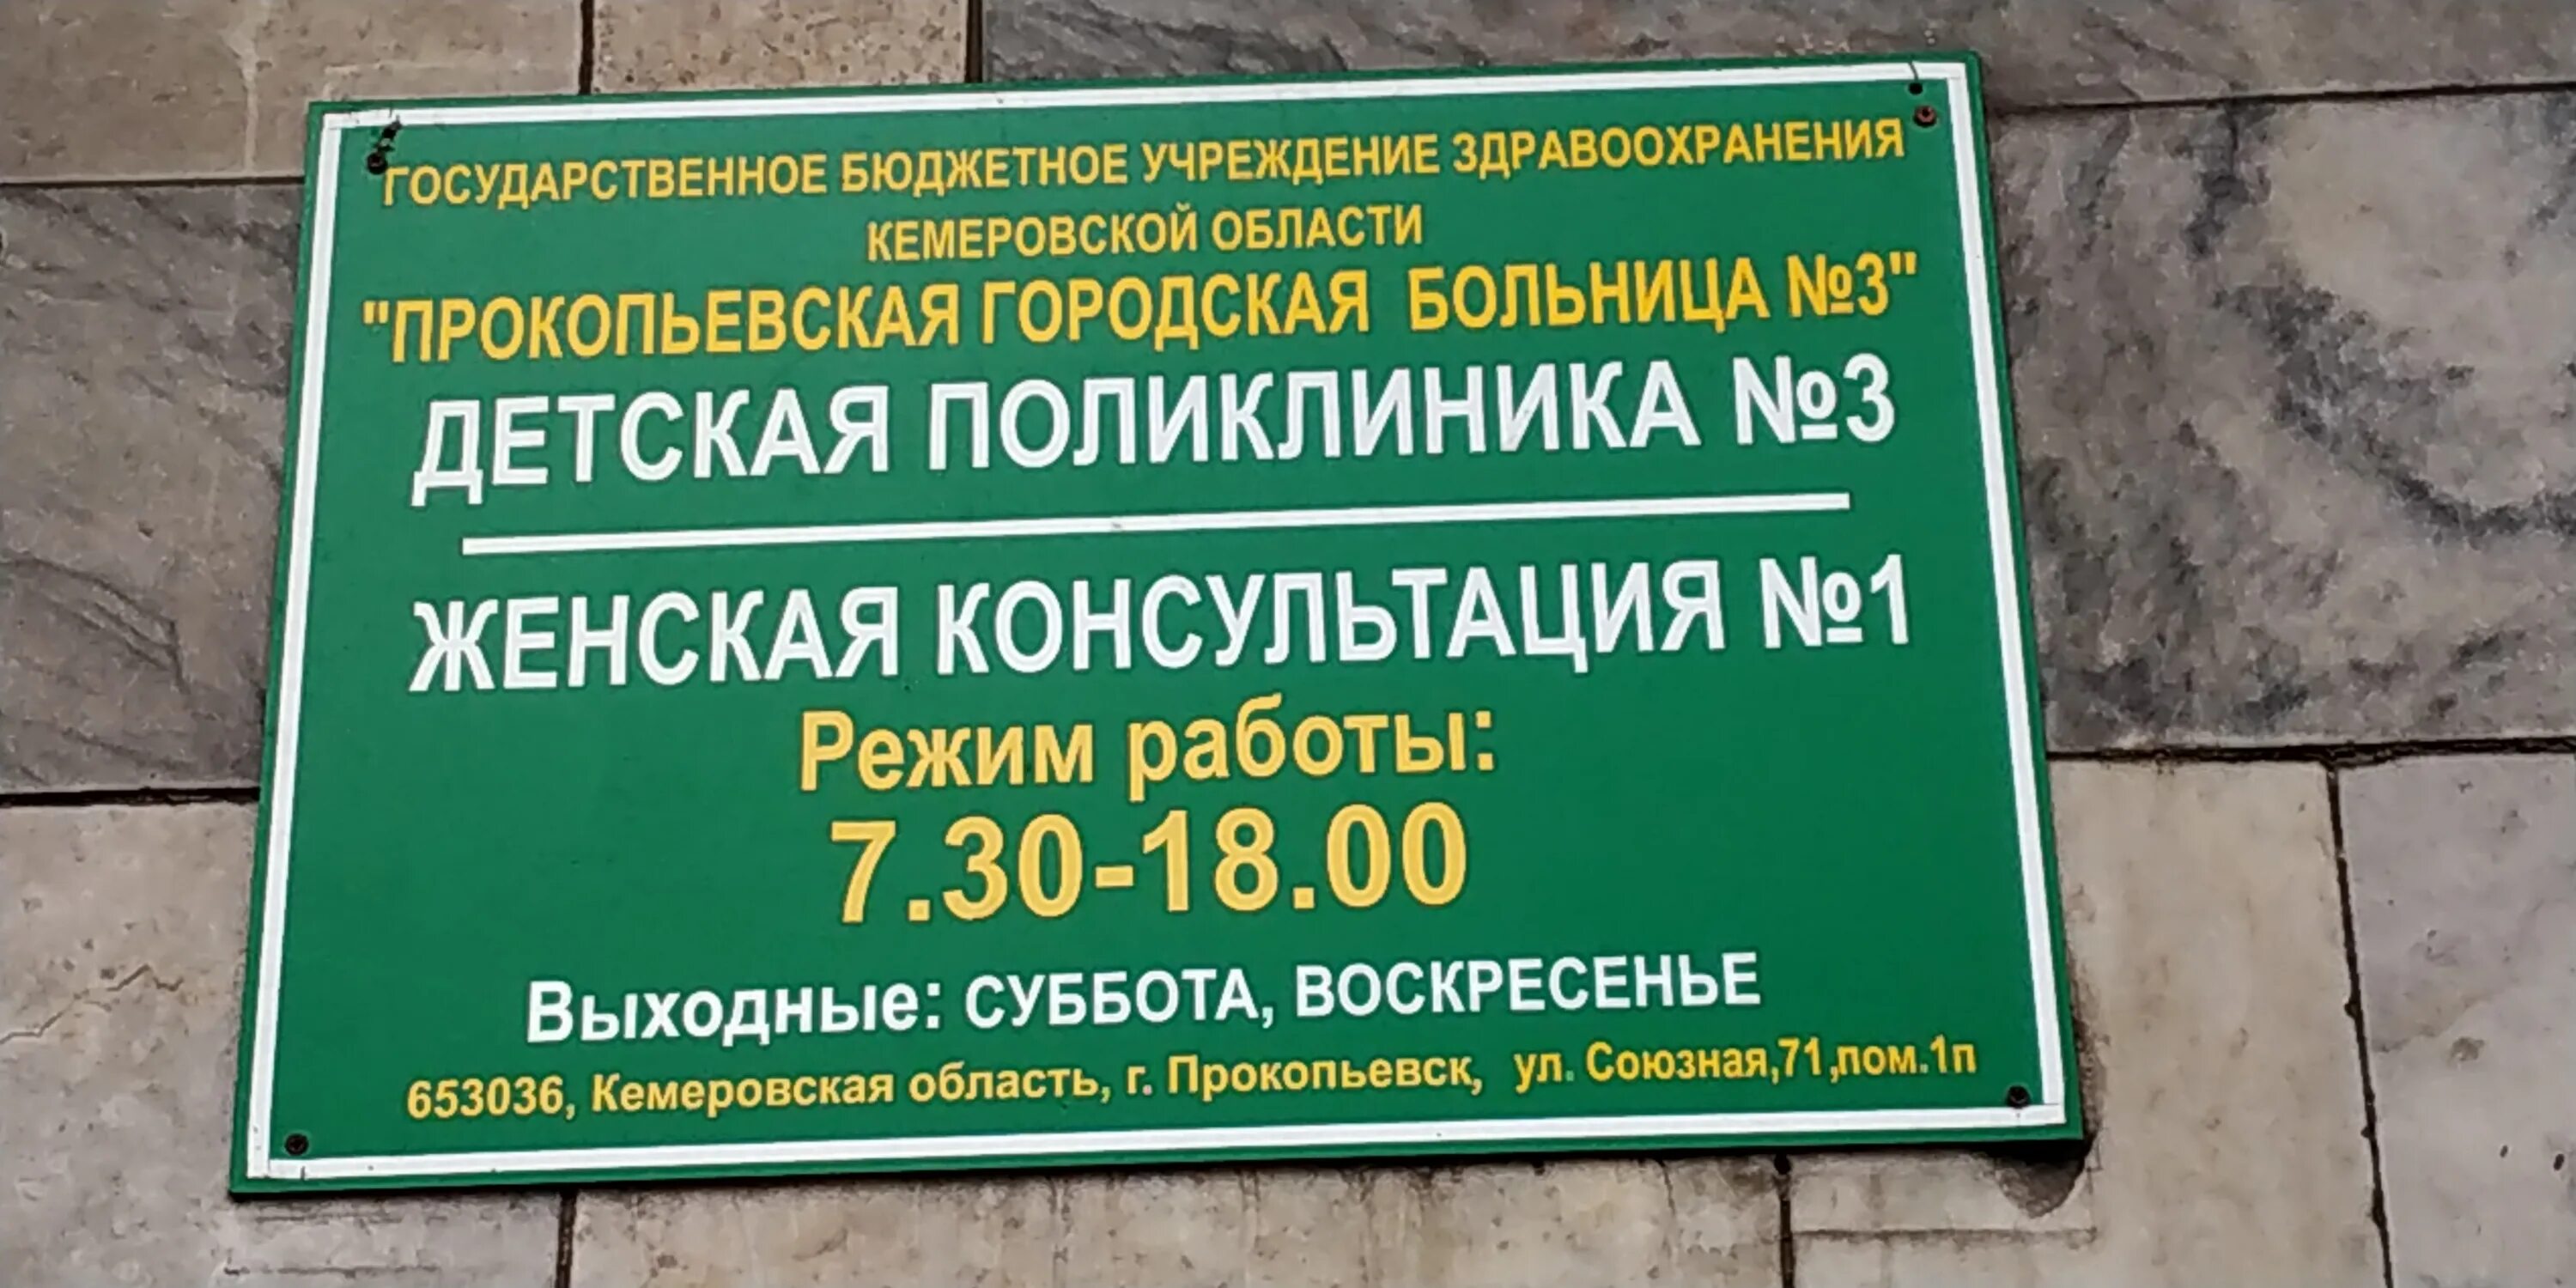 ГОСУДАРСТВЕННОЕ БЮДЖЕТНОЕ УЧРЕЖДЕНИЕ ЗДРАВООХРАНЕНИЯ
КЕМЕРОВСКОЙ ОБЛАСТИ
"ПРОКОПЬЕВСКАЯ ГОРОДСКАЯ БОЛЬНИЦА №3"
ДЕТСКАЯ ПОЛИКЛИНИКА №3
ЖЕНСКАЯ КОНСУЛЬТАЦИЯ №1
Режим работы:
7.30-18.00
Выходные: СУББОТА, ВОСКРЕСЕНЬЕ
653036, Кемеровская область, г. Прокопьевск, ул. Союзная,71,пом.1п